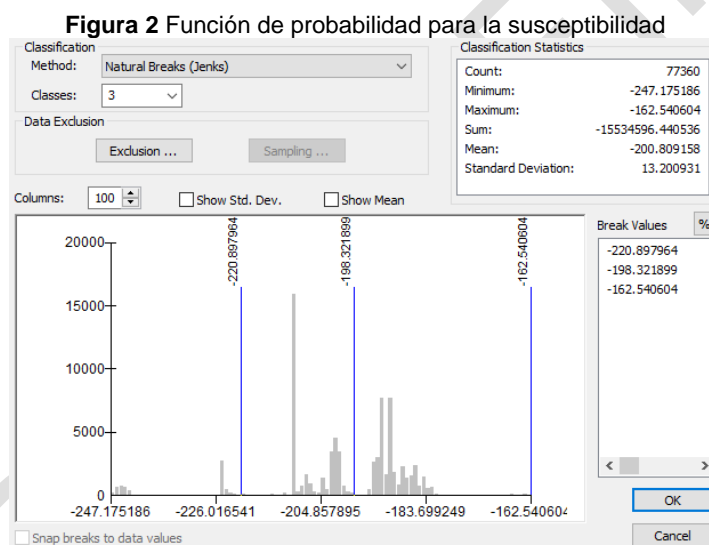 Figura 2 Función de probabilidad para la susceptibilidad
Classification
Method: Natural Breaks (Jenks)
Classes: 3
Data Exclusion
Exclusion ...
Sampling ...
Classification Statistics
Count: 77360
Minimum: -247.175186
Maximum: -162.540604
Sum: -15534596.440536
Mean: -200.809158
Standard Deviation: 13.200931
Columns: 100
Show Std. Dev.
Show Mean
Break Values
%
-220.897964
-198.321899
-162.540604
-220.897964
-198.321899
-162.540604
20000
15000
10000
5000
0
-247.175186 -226.016541 -204.857895 -183.699249 -162.540604
OK
Cancel
Snap breaks to data values